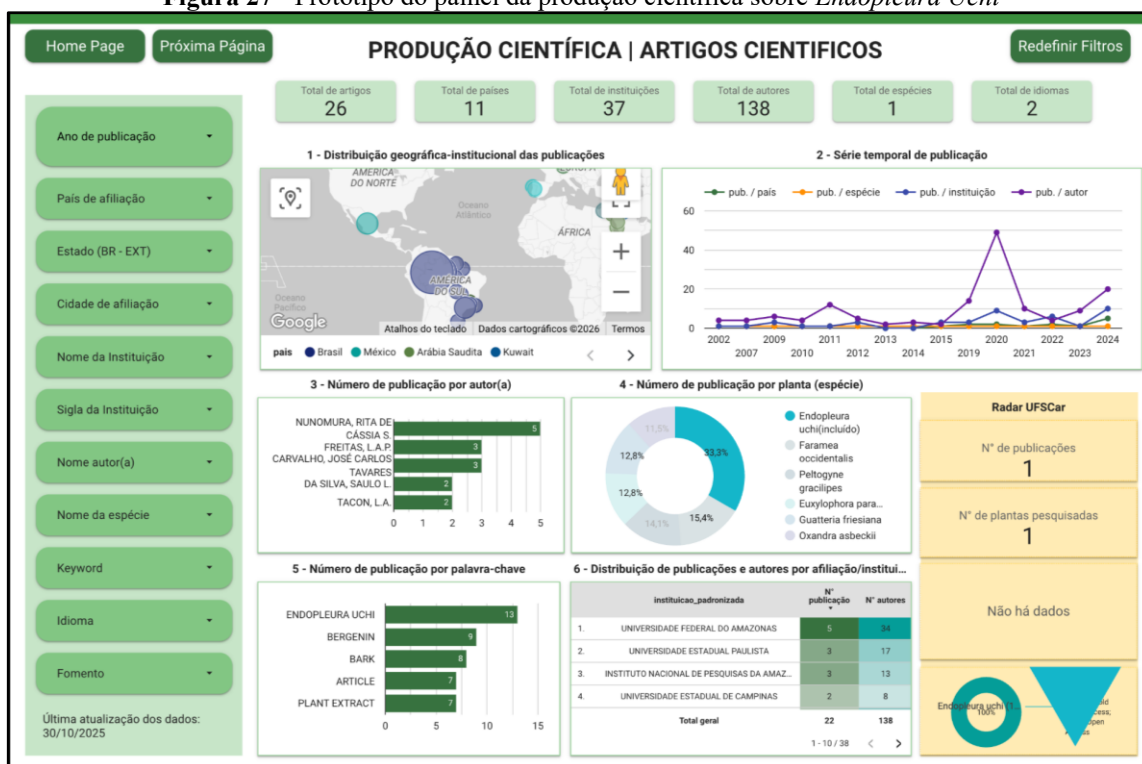 Figura 27 - Protótipo do painel da produção científica sobre Endopleura Uchi
Home Page
Próxima Página
PRODUÇÃO CIENTÍFICA | ARTIGOS CIENTIFICOS
Redefinir Filtros
Total de artigos
26
Total de países
11
Total de instituições
37
Total de autores
138
Total de espécies
1
Total de idiomas
2
Ano de publicação
País de afiliação
Estado (BR - EXT)
Cidade de afiliação
Nome da Instituição
Sigla da Instituição
Nome autor(a)
Nome da espécie
Keyword
Idioma
Fomento
Última atualização dos dados:
30/10/2025
1 - Distribuição geográfica-institucional das publicações
AMÉRICA
DO NORTE
Oceano
Atlântico
ÁFRICA
AMÉRICA
DO SUL
Oceano
Pacífico
Google
Atalhos do teclado
Dados cartográficos ©2026
Termos
pais
Brasil
México
Arábia Saudita
Kuwait
2 - Série temporal de publicação
pub. / país
pub. / espécie
pub. / instituição
pub. / autor
60
40
20
0
2002
2007
2009
2010
2011
2012
2013
2014
2015
2019
2020
2021
2022
2023
2024
3 - Número de publicação por autor(a)
NUNOMURA, RITA DE
CÁSSIA S.
5
FREITAS, L.A.P.
3
CARVALHO, JOSÉ CARLOS
TAVARES
3
DA SILVA, SAULO L.
2
TACON, L.A.
2
0 1 2 3 4 5
4 - Número de publicação por planta (espécie)
11,5%
33,3%
12,8%
12,8%
14,1%
15,4%
Endopleura
uchi(incluído)
Faramea
occidentalis
Peltogyne
gracilipes
Euxylophora para...
Guatteria friesiana
Oxandra asbeckii
5 - Número de publicação por palavra-chave
ENDOPLEURA UCHI
13
BERGENIN
9
BARK
8
ARTICLE
7
PLANT EXTRACT
7
0 5 10 15
6 - Distribuição de publicações e autores por afiliação/institui...
instituicao_padronizada
N°
publicação
N° autores
1. UNIVERSIDADE FEDERAL DO AMAZONAS 5 34
2. UNIVERSIDADE ESTADUAL PAULISTA 3 17
3. INSTITUTO NACIONAL DE PESQUISAS DA AMAZ... 3 13
4. UNIVERSIDADE ESTADUAL DE CAMPINAS 2 8
Total geral 22 138
1 - 10 / 38
Radar UFSCar
N° de publicações
1
N° de plantas pesquisadas
1
Não há dados
Endopleura uchi (1...
100%